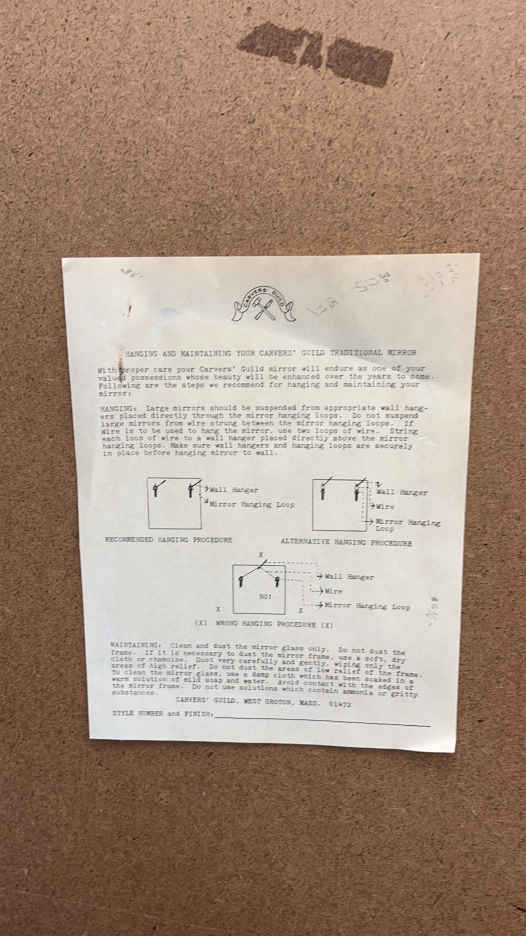 CARVERS' GUILD
HANGING AND MAINTAINING YOUR CARVERS' GUILD TRADITIONAL MIRROR
With proper care your Carvers' Guild mirror will endure as one of your
valued possessions whose beauty will be enhanced over the years to come.
Following are the steps we recommend for hanging and maintaining your
mirror:
HANGING: Large mirrors should be suspended from appropriate wall hang-
ers placed directly through the mirror hanging loops. Do not suspend
large mirrors from wire strung between the mirror hanging loops. If
wire is to be used to hang the mirror, use two loops of wire. String
each loop of wire to a wall hanger placed directly above the mirror
hanging loops. Make sure wall hangers and hanging loops are securely
in place before hanging mirror to wall.
Wall Hanger
Mirror Hanging Loop
RECOMMENDED HANGING PROCEDURE
Wall Hanger
Wire
Mirror Hanging
Loop
ALTERNATIVE HANGING PROCEDURE
X
Wall Hanger
Wire
Mirror Hanging Loop
X
X
(X) WRONG HANGING PROCEDURE (X)
MAINTAINING: Clean and dust the mirror glass only. Do not dust the
frame. If it is necessary to dust the mirror frame, use a soft, dry
cloth or chamoise. Dust very carefully and gently, wiping only the
areas of high relief. Do not dust the areas of low relief of the frame.
To clean the mirror glass, use a damp cloth which has been soaked in a
warm solution of mild soap and water. Avoid contact with the edges of
the mirror frame. Do not use solutions which contain ammonia or gritty
substances.
CARVERS' GUILD, WEST GROTON, MASS. 01472
STYLE NUMBER and FINISH: